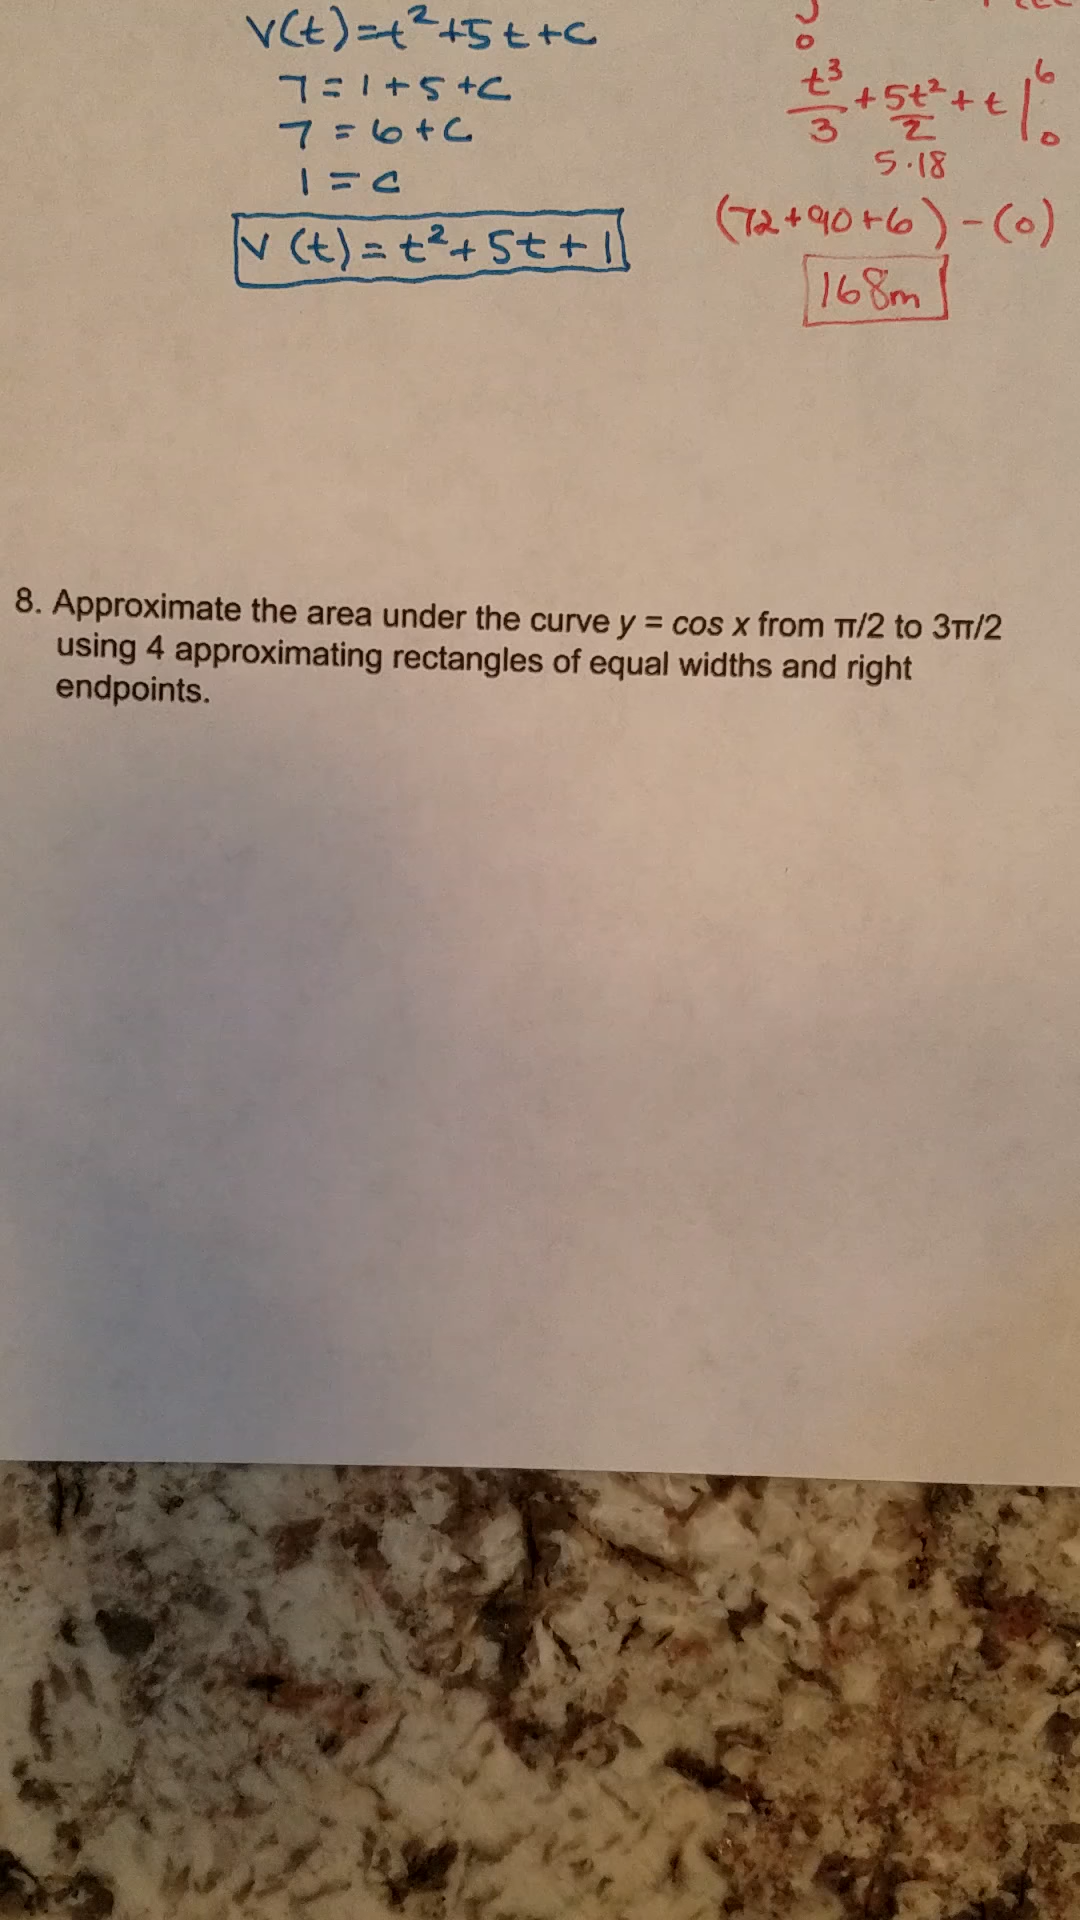 V(t)=t²+5t+C
7=1+5+C
7=6+C
1=C
V(t)=t²+5t+1
0
t³/3+5t²/2+t|⁶₀
5·18
(72+90+6)-(0)
168m
8. Approximate the area under the curve y = cos x from π/2 to 3π/2
using 4 approximating rectangles of equal widths and right
endpoints.